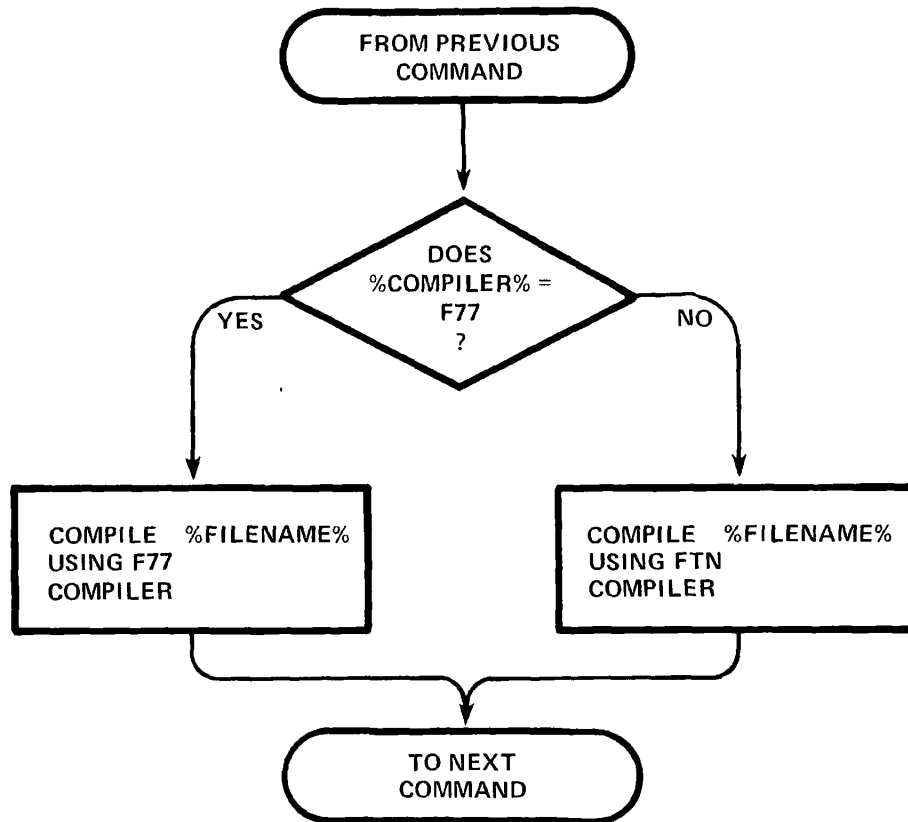 FROM PREVIOUS
COMMAND
DOES
%COMPILER% =
F77
?
YES
NO
COMPILE %FILENAME%
USING F77
COMPILER
COMPILE %FILENAME%
USING FTN
COMPILER
TO NEXT
COMMAND